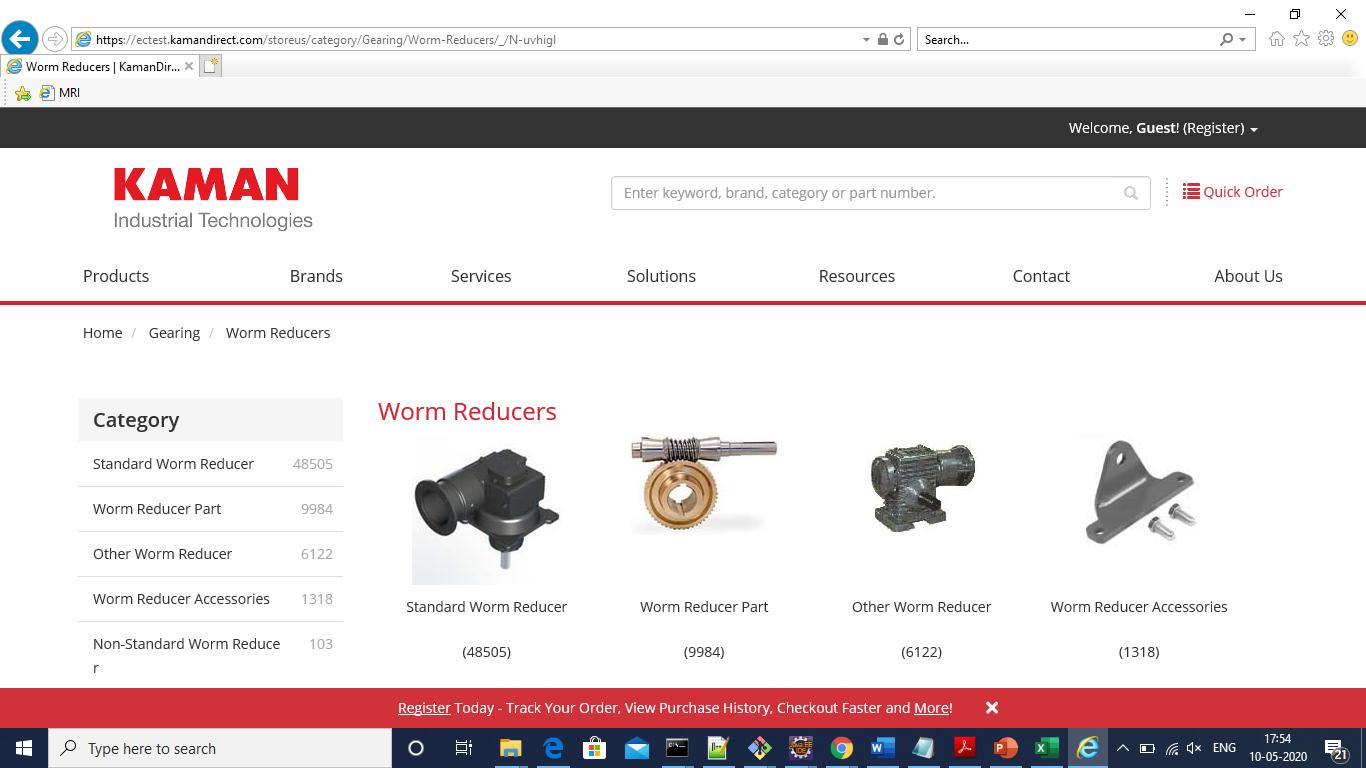 https://ectest.kamandirect.com/storeus/category/Gearing/Worm-Reducers/_/N-uvhigl
Search...
Worm Reducers | KamanDir...
MRI
Welcome, Guest! (Register)
KAMAN
Industrial Technologies
Enter keyword, brand, category or part number.
Quick Order
Products Brands Services Solutions Resources Contact About Us
Home / Gearing / Worm Reducers
Category
Standard Worm Reducer 48505
Worm Reducer Part 9984
Other Worm Reducer 6122
Worm Reducer Accessories 1318
Non-Standard Worm Reduce 103
r
Worm Reducers
Standard Worm Reducer Worm Reducer Part Other Worm Reducer Worm Reducer Accessories
(48505) (9984) (6122) (1318)
Register Today - Track Your Order, View Purchase History, Checkout Faster and More!
Type here to search
ENG
17:54
10-05-2020
21